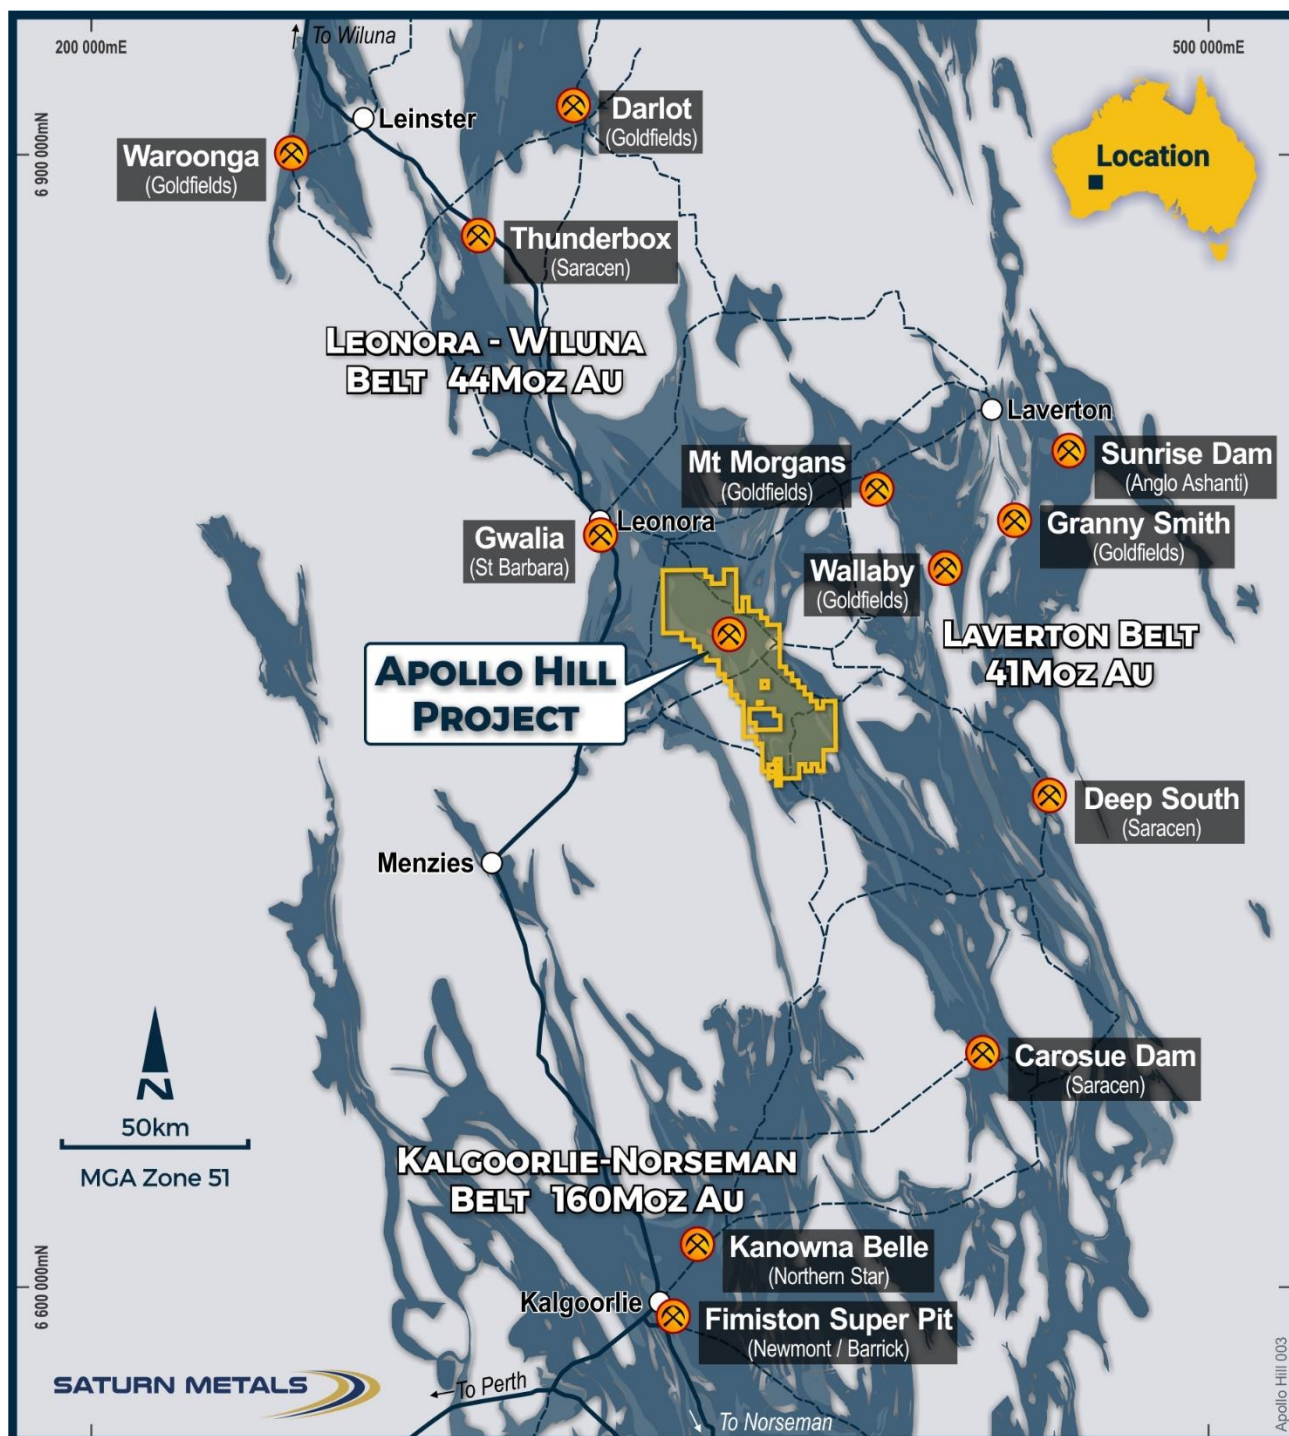 200 000mE
500 000mE
To Wiluna
Leinster
Darlot
(Goldfields)
Waroonga
(Goldfields)
6 900 000mN
Location
Thunderbox
(Saracen)
LEONORA - WILUNA
BELT 44MOZ AU
Laverton
Mt Morgans
(Goldfields)
Sunrise Dam
(Anglo Ashanti)
Leonora
Gwalia
(St Barbara)
Granny Smith
(Goldfields)
Wallaby
(Goldfields)
LAVERTON BELT
41MOZ AU
APOLLO HILL
PROJECT
Deep South
(Saracen)
Menzies
N
50km
MGA Zone 51
Carosue Dam
(Saracen)
KALGOORLIE-NORSEMAN
BELT 160MOZ AU
Kanowna Belle
(Northern Star)
6 600 000mN
Kalgoorlie
Fimiston Super Pit
(Newmont / Barrick)
SATURN METALS
To Perth
To Norseman
Apollo Hill 003